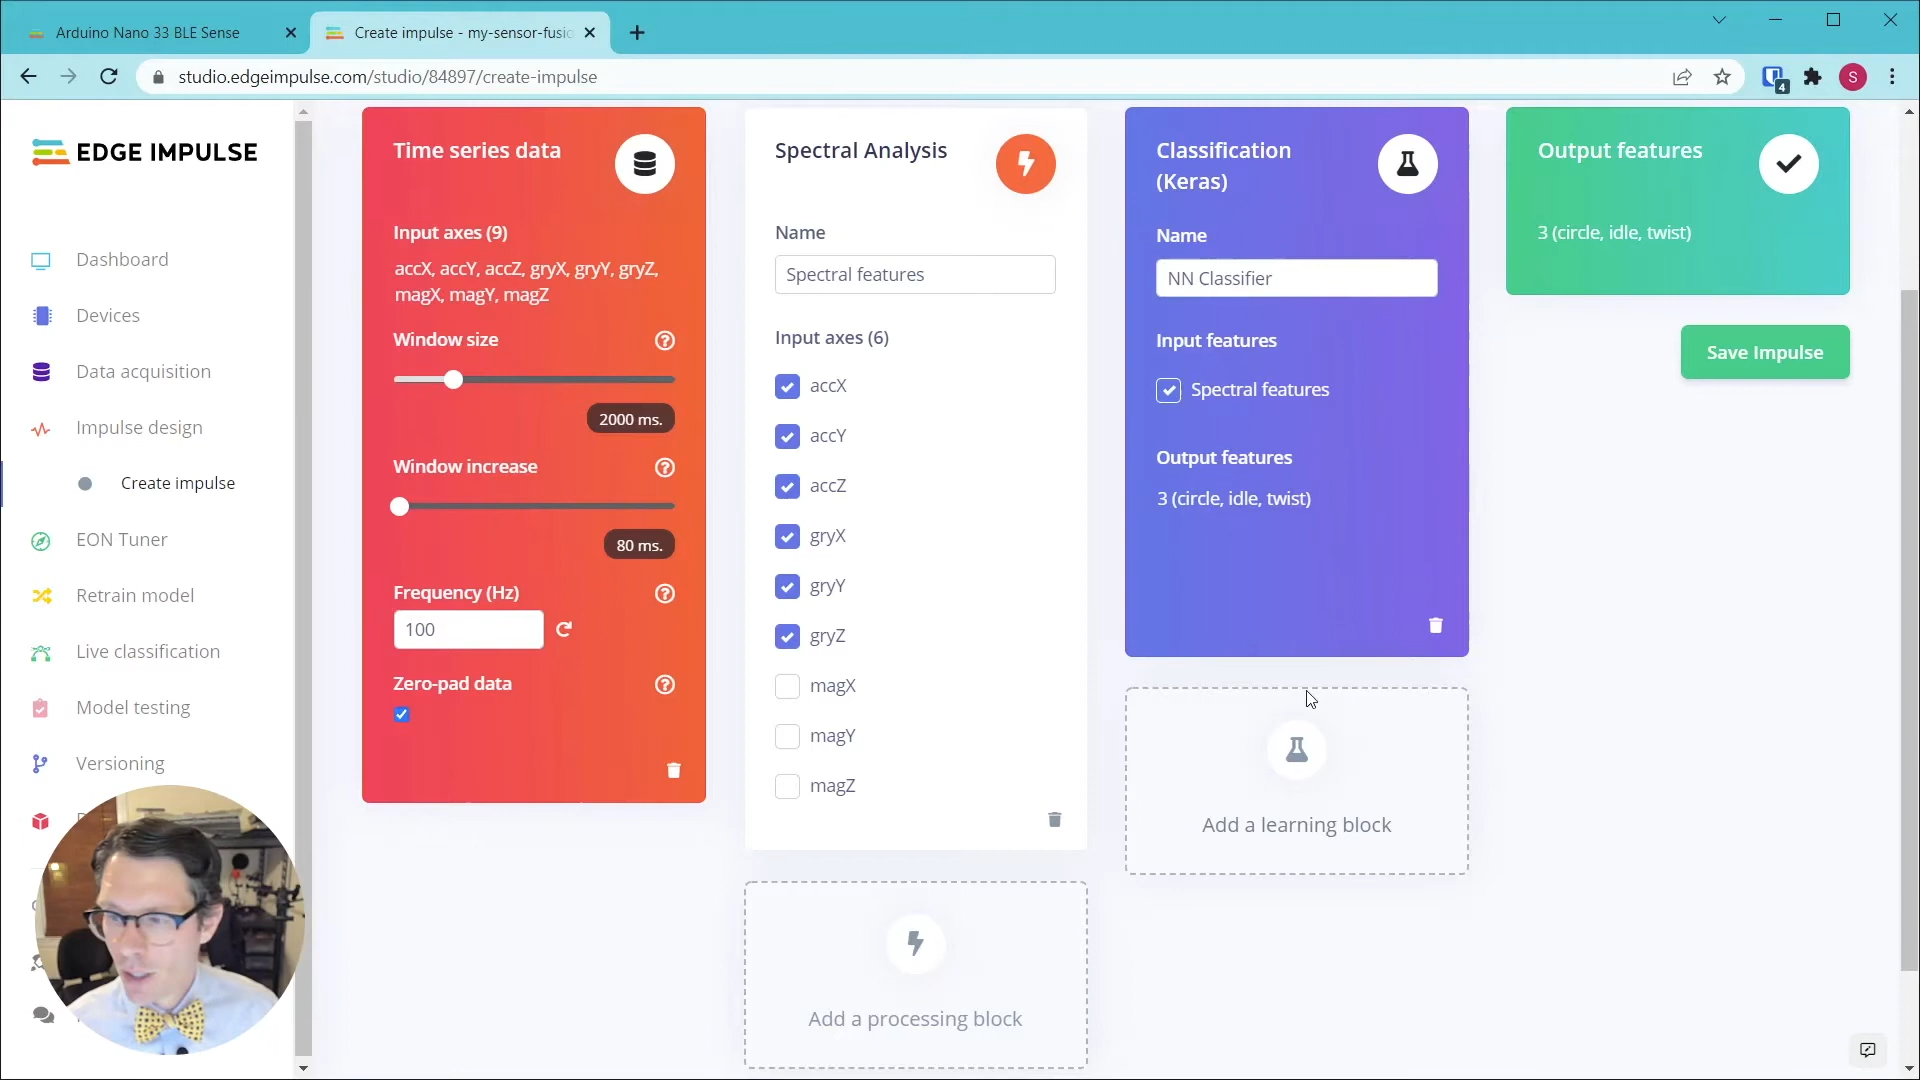 Arduino Nano 33 BLE Sense
Create impulse - my-sensor-fusio
studio.edgeimpulse.com/studio/84897/create-impulse
4
S
EDGE IMPULSE
Dashboard
Devices
Data acquisition
Impulse design
Create impulse
EON Tuner
Retrain model
Live classification
Model testing
Versioning
Time series data
Input axes (9)
accX, accY, accZ, gryX, gryY, gryZ,
magX, magY, magZ
Window size
2000 ms.
Window increase
80 ms.
Frequency (Hz)
100
Zero-pad data
Spectral Analysis
Name
Spectral features
Input axes (6)
accX
accY
accZ
gryX
gryY
gryZ
magX
magY
magZ
Add a processing block
Classification
(Keras)
Name
NN Classifier
Input features
Spectral features
Output features
3 (circle, idle, twist)
Add a learning block
Output features
3 (circle, idle, twist)
Save Impulse